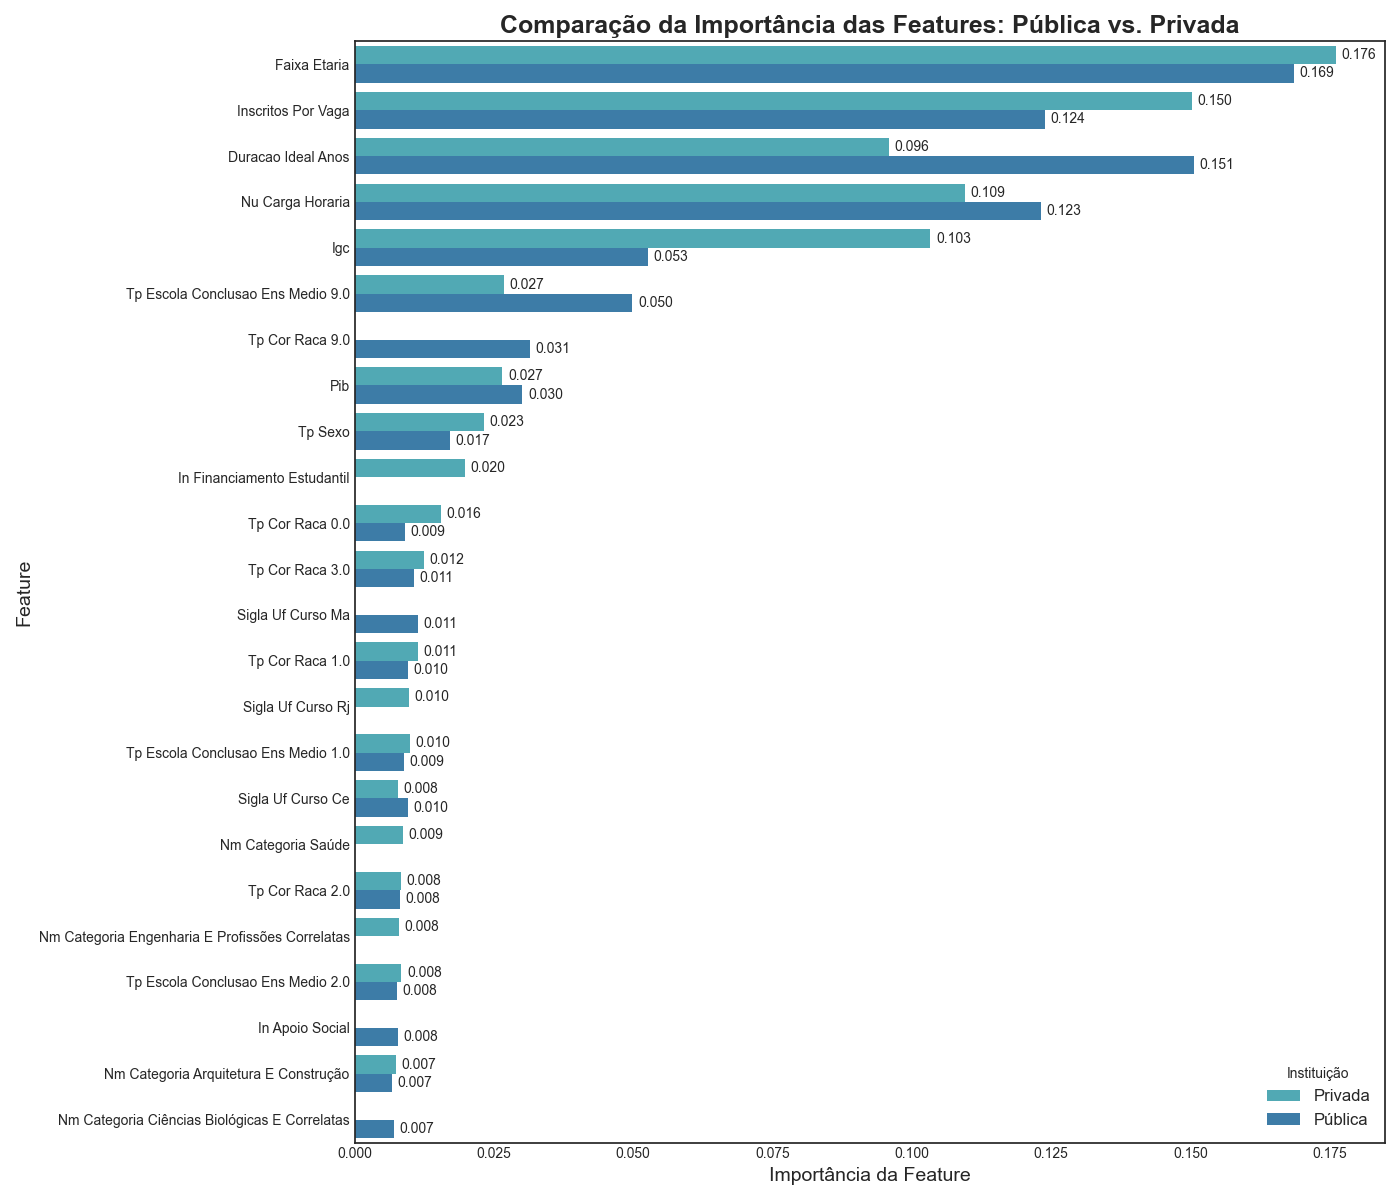 Comparação da Importância das Features: Pública vs. Privada
Feature
Faixa Etaria
0.176
0.169
Inscritos Por Vaga
0.150
0.124
Duracao Ideal Anos
0.096
0.151
Nu Carga Horaria
0.109
0.123
Igc
0.103
0.053
Tp Escola Conclusao Ens Medio 9.0
0.027
0.050
Tp Cor Raca 9.0
0.031
Pib
0.027
0.030
Tp Sexo
0.023
0.017
In Financiamento Estudantil
0.020
Tp Cor Raca 0.0
0.016
0.009
Tp Cor Raca 3.0
0.012
0.011
Sigla Uf Curso Ma
0.011
Tp Cor Raca 1.0
0.011
0.010
Sigla Uf Curso Rj
0.010
Tp Escola Conclusao Ens Medio 1.0
0.010
0.009
Sigla Uf Curso Ce
0.008
0.010
Nm Categoria Saúde
0.009
Tp Cor Raca 2.0
0.008
0.008
Nm Categoria Engenharia E Profissões Correlatas
0.008
Tp Escola Conclusao Ens Medio 2.0
0.008
0.008
In Apoio Social
0.008
Nm Categoria Arquitetura E Construção
0.007
0.007
Nm Categoria Ciências Biológicas E Correlatas
0.007
Instituição
Privada
Pública
0.000 0.025 0.050 0.075 0.100 0.125 0.150 0.175
Importância da Feature